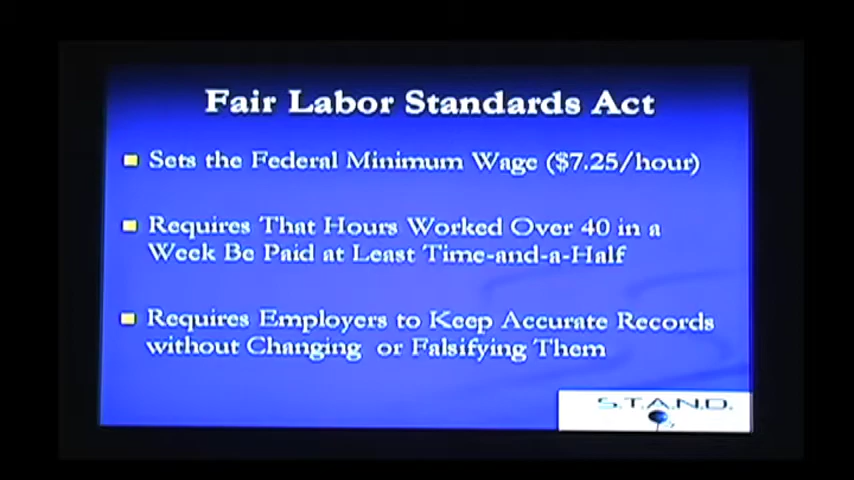 Fair Labor Standards Act
Sets the Federal Minimum Wage ($7.25/hour)
Requires That Hours Worked Over 40 in a
Week Be Paid at Least Time-and-a-Half
Requires Employers to Keep Accurate Records
without Changing or Falsifying Them
S.T.A.N.D.